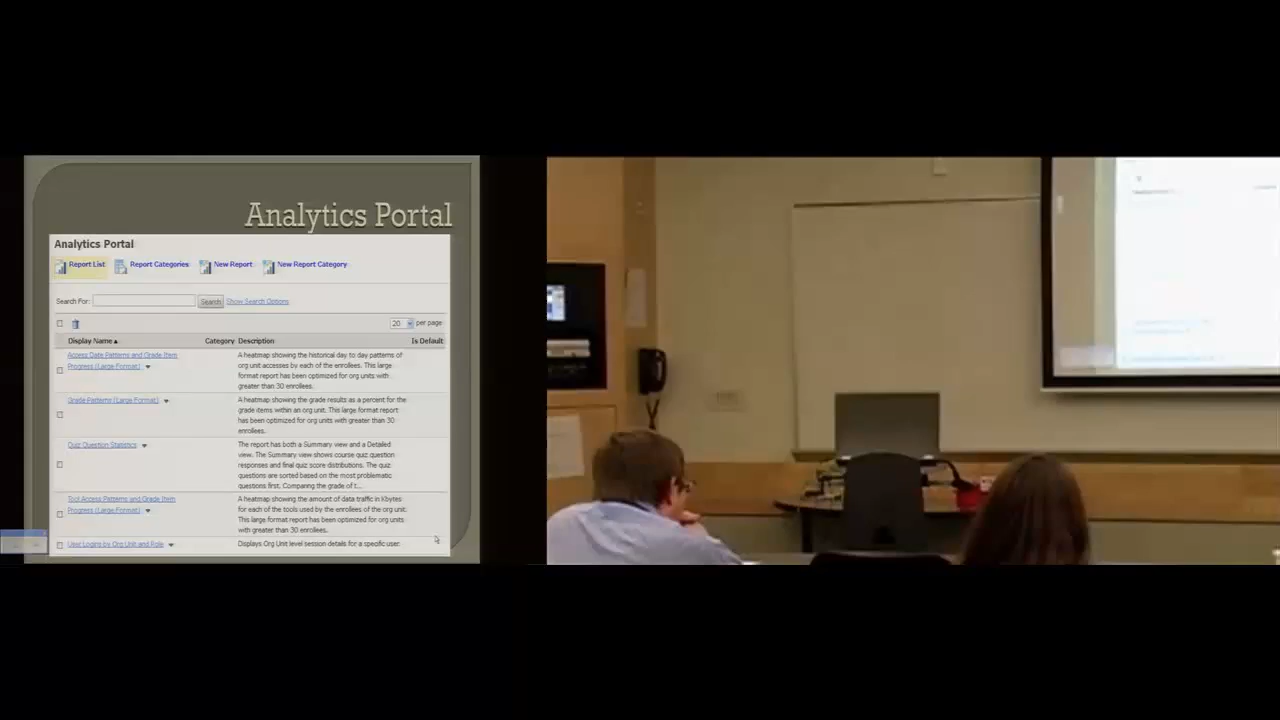 Analytics Portal
Analytics Portal
Report List Report Categories New Report New Report Category
Search For: Search Show Search Options
20 per page
Display Name Category Description Is Default
Access Date Patterns and Grade Item
Progress (Large Format)
A heatmap showing the historical day to day patterns of
org unit accesses by each of the enrollees. This large
format report has been optimized for org units with
greater than 30 enrollees.
Grade Patterns (Large Format)
A heatmap showing the grade results as a percent for the
grade items within an org unit. This large format report
has been optimized for org units with greater than 30
enrollees.
Quiz Question Statistics
The report has both a Summary view and a Detailed
view. The Summary view shows course quiz question
responses and final quiz score distributions. The quiz
questions are sorted based on the most problematic
questions first. Comparing the grade of t...
Tool Access Patterns and Grade Item
Progress (Large Format)
A heatmap showing the amount of data traffic in Kbytes
for each of the tools used by the enrollees of the org unit.
This large format report has been optimized for org units
with greater than 30 enrollees.
User Logins by Org Unit and Role
Displays Org Unit level session details for a specific user.